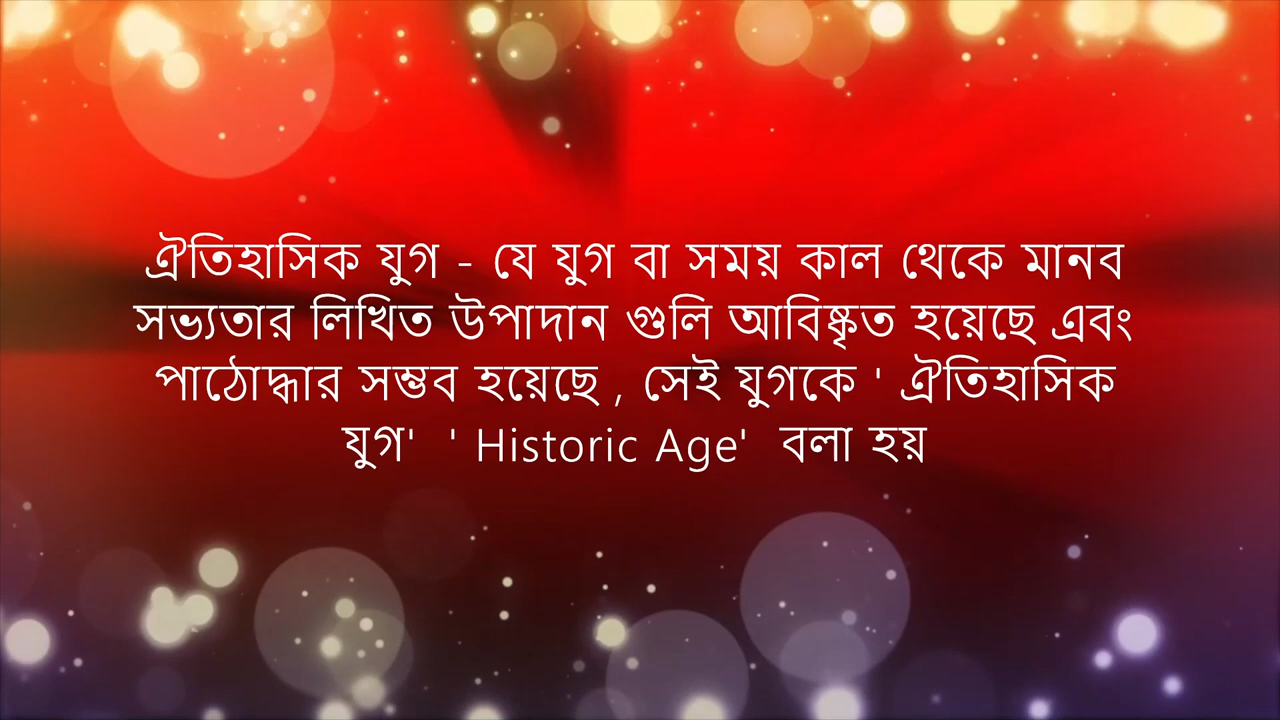 ঐতিহাসিক যুগ - যে যুগ বা সময় কাল থেকে মানব
সভ্যতার লিখিত উপাদান গুলি আবিষ্কৃত হয়েছে এবং
পাঠোদ্ধার সম্ভব হয়েছে , সেই যুগকে ' ঐতিহাসিক
যুগ'  ' Historic Age'  বলা হয়